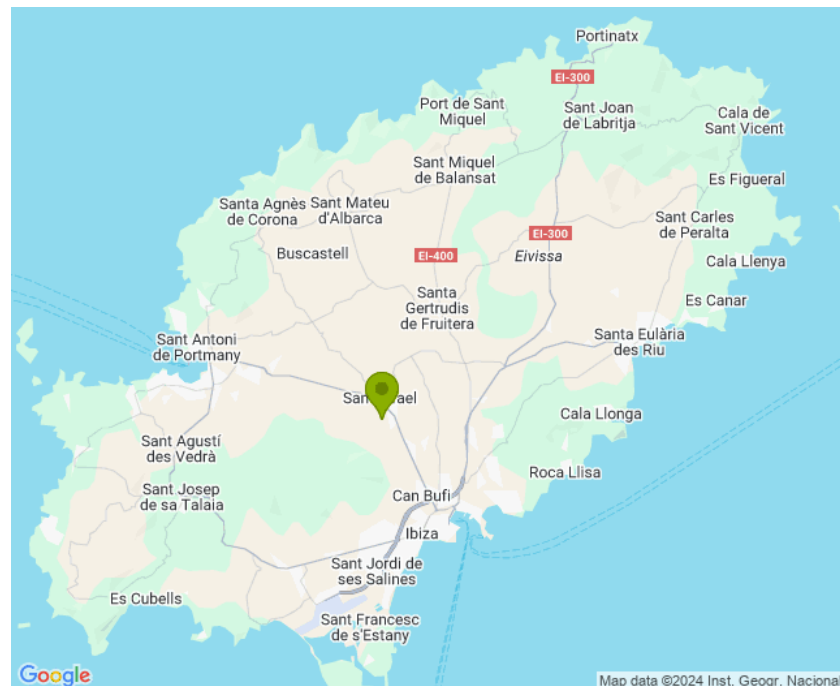 Portinatx
EI-300
Port de Sant
Miquel
Sant Joan
de Labritja
Cala de
Sant Vicent
Sant Miquel
de Balansat
Es Figueral
Santa Agnès
de Corona
Sant Mateu
d'Albarca
Sant Carles
de Peralta
EI-300
Buscastell
EI-400
Eivissa
Cala Llenya
Santa
Gertrudis
de Fruitera
Es Canar
Sant Antoni
de Portmany
Santa Eulària
des Riu
Cala Llonga
Sant Agustí
des Vedrà
Roca Llisa
Sant Josep
de sa Talaia
Can Bufi
Ibiza
Sant Jordi de
ses Salines
Es Cubells
Sant Francesc
de s'Estany
Google
Map data ©2024 Inst. Geogr. Nacional